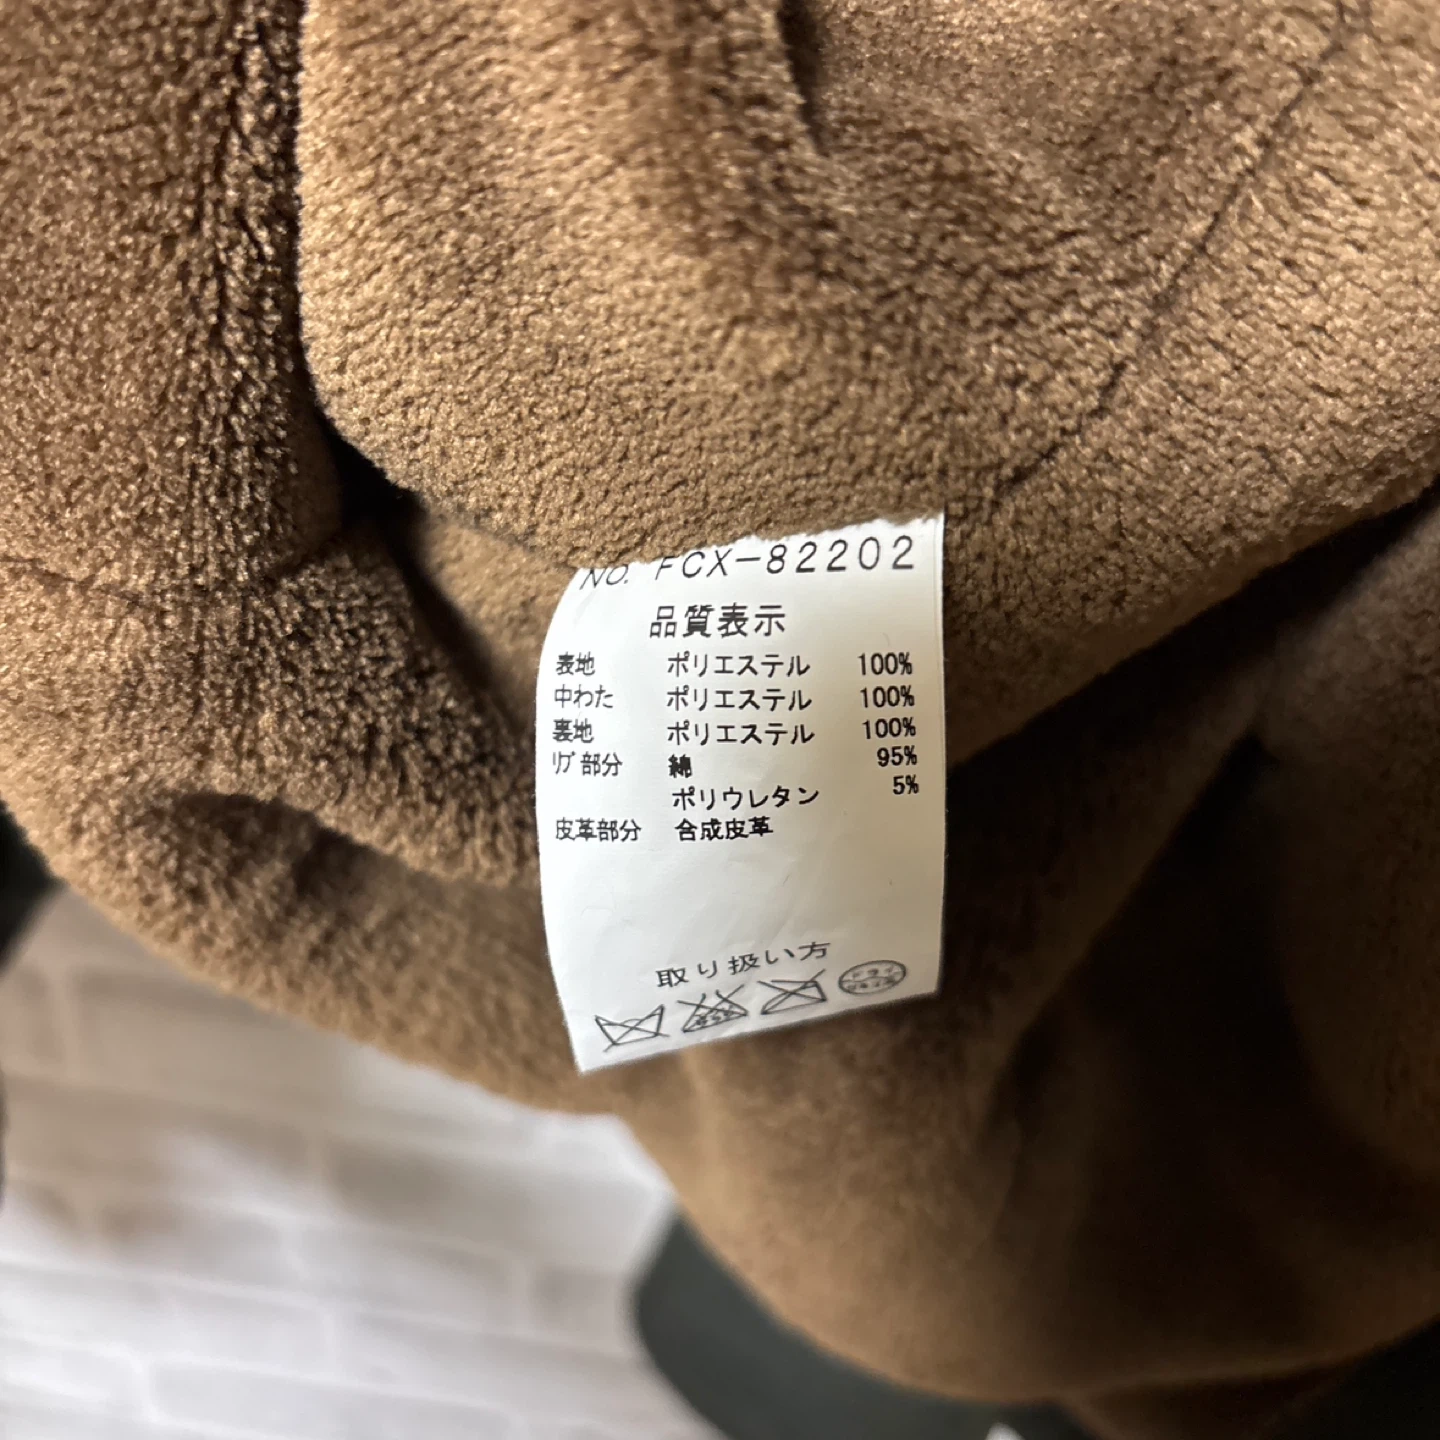 NO. FCX-82202
品質表示
表地 ポリエステル 100%
中わた ポリエステル 100%
裏地 ポリエステル 100%
ﾘﾌﾞ部分 綿 95%
ポリウレタン 5%
皮革部分 合成皮革
取り扱い方
ドライ